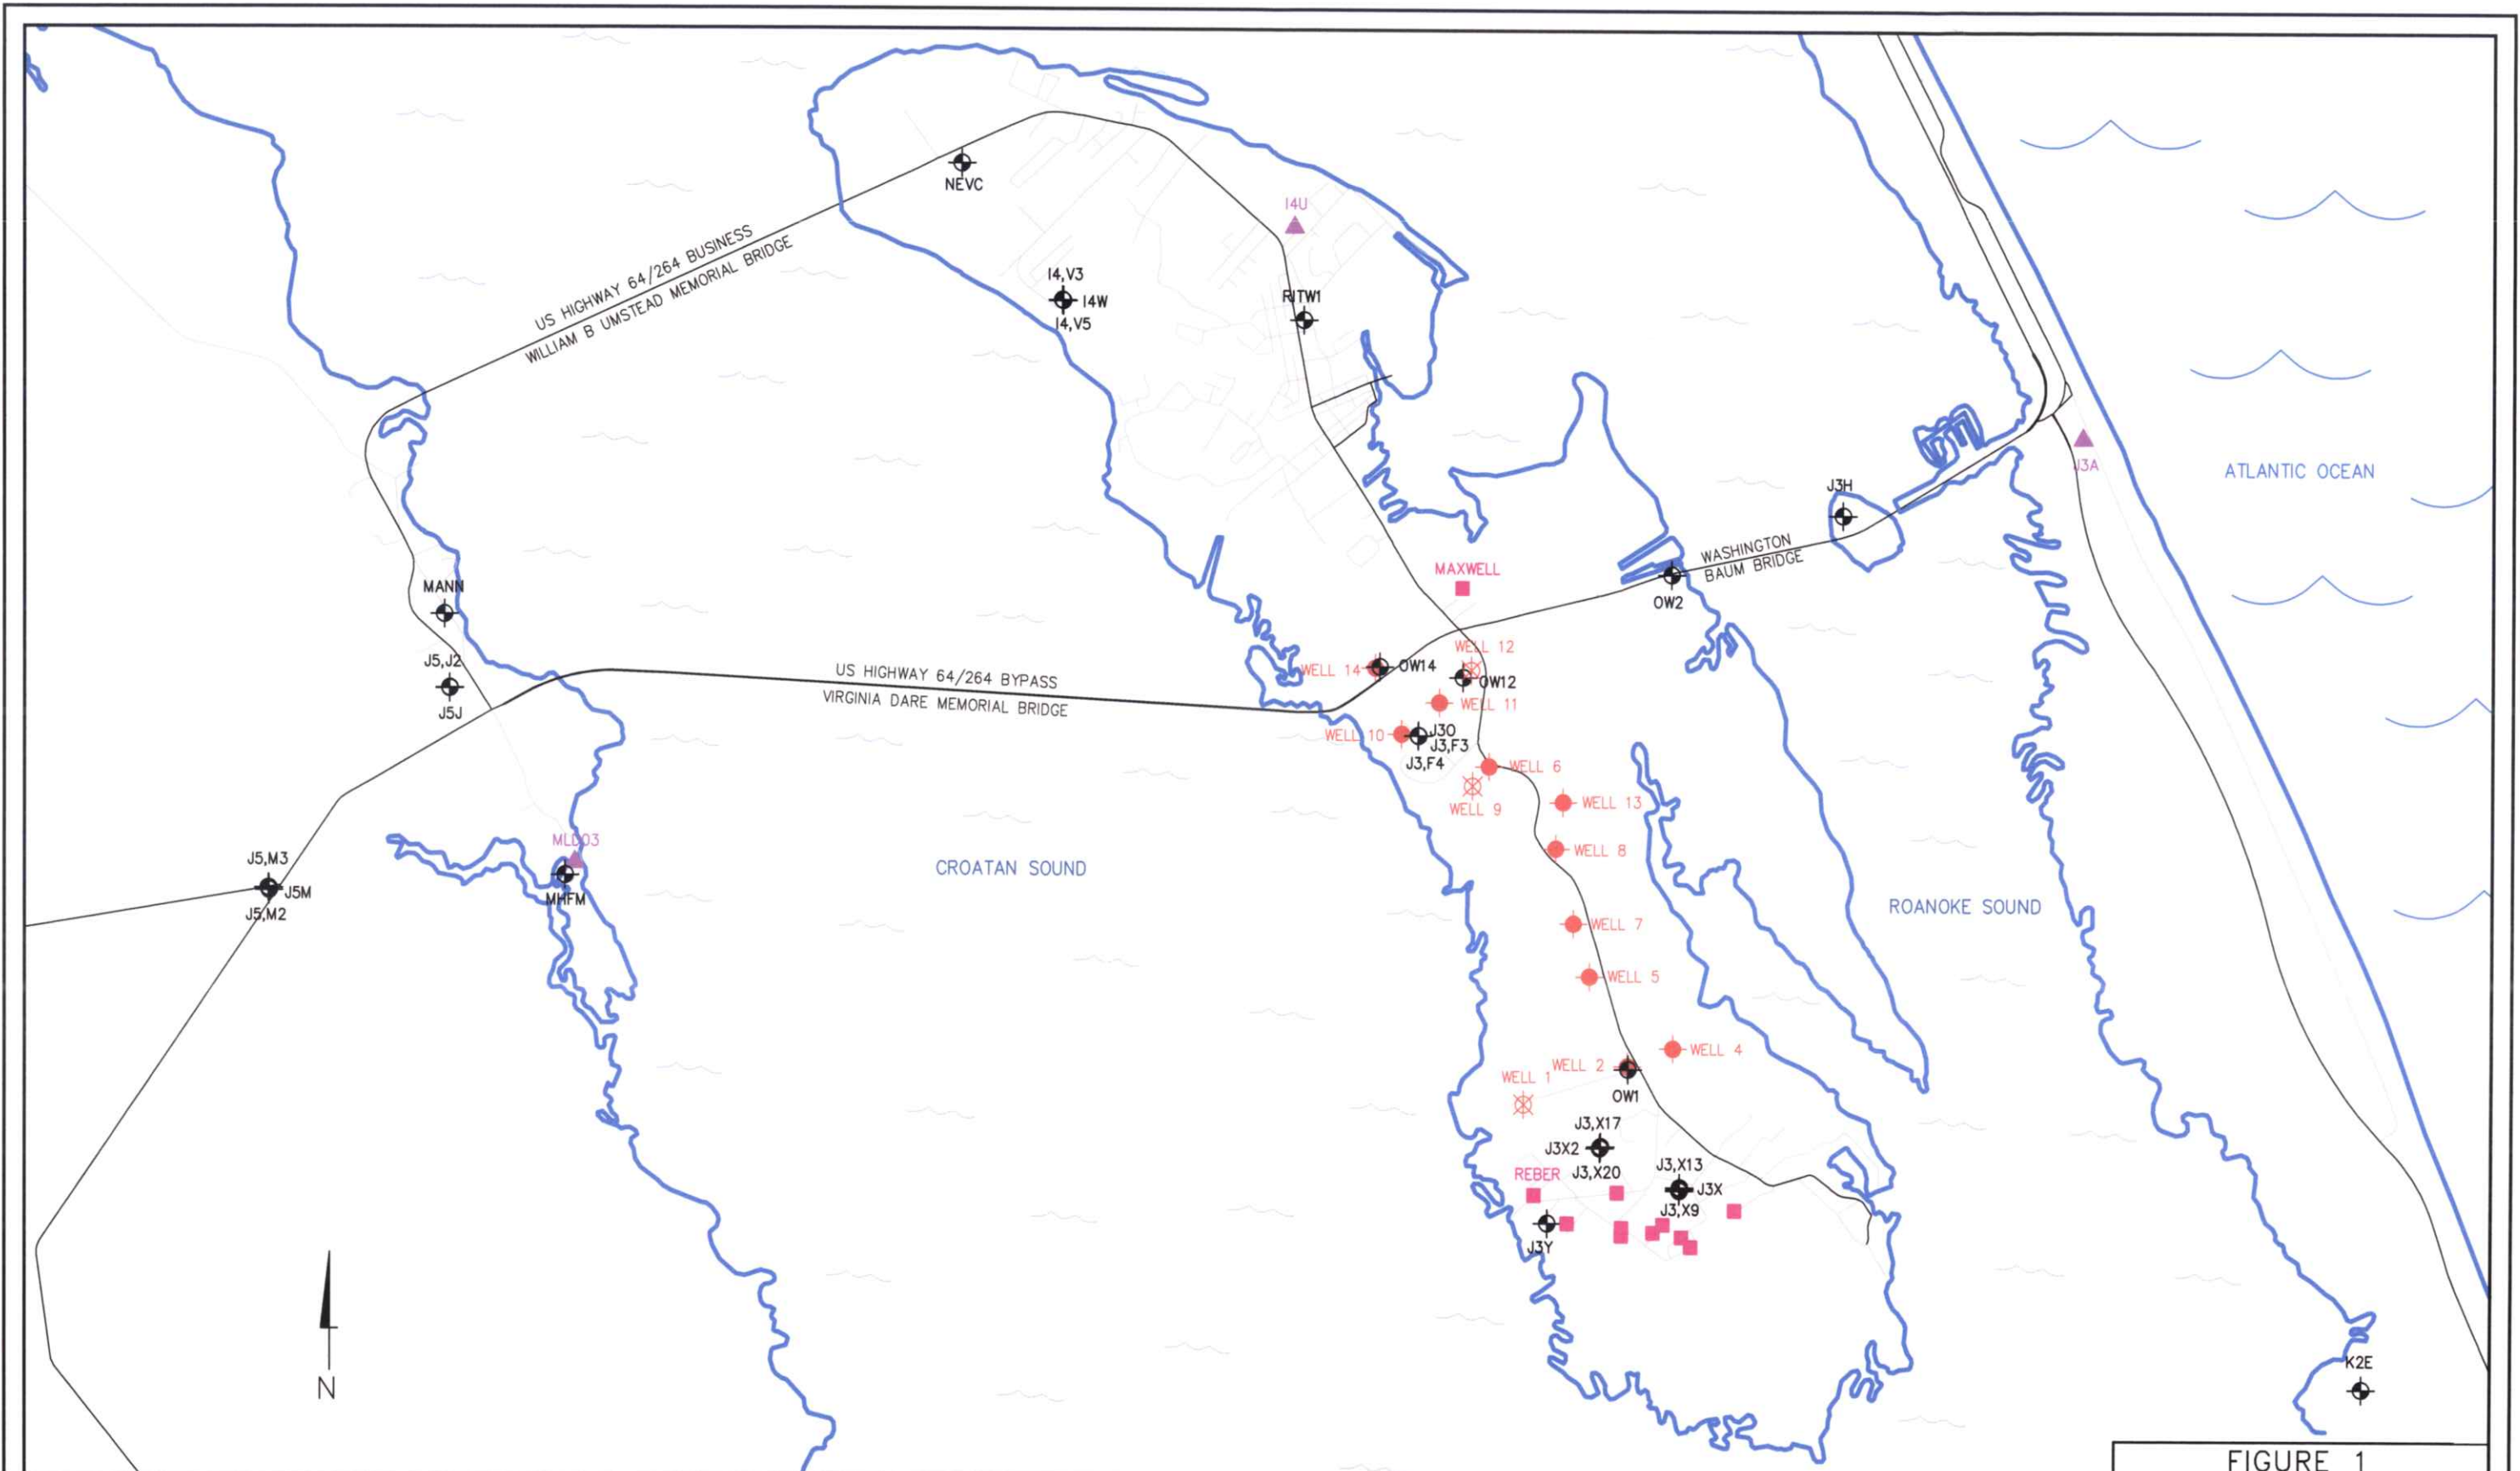 NEVC
I4U
US HIGHWAY 64/264 BUSINESS
WILLIAM B UMSTEAD MEMORIAL BRIDGE
I4,V3
I4W
I4,V5
RITW1
ATLANTIC OCEAN
J3A
J3H
WASHINGTON
BAUM BRIDGE
MAXWELL
OW2
MANN
J5,J2
J5J
US HIGHWAY 64/264 BYPASS
VIRGINIA DARE MEMORIAL BRIDGE
WELL 12
WELL 14
OW14
OW12
WELL 11
WELL 10
J3O
J3,F3
J3,F4
WELL 6
WELL 9
WELL 13
MLD03
WELL 8
J5,M3
J5M
J5,M2
MHFM
CROATAN SOUND
ROANOKE SOUND
WELL 7
WELL 5
WELL 4
WELL 2
WELL 1
OW1
J3,X17
J3X2
J3,X20
J3,X13
J3X
J3,X9
REBER
J3Y
N
K2E
FIGURE 1